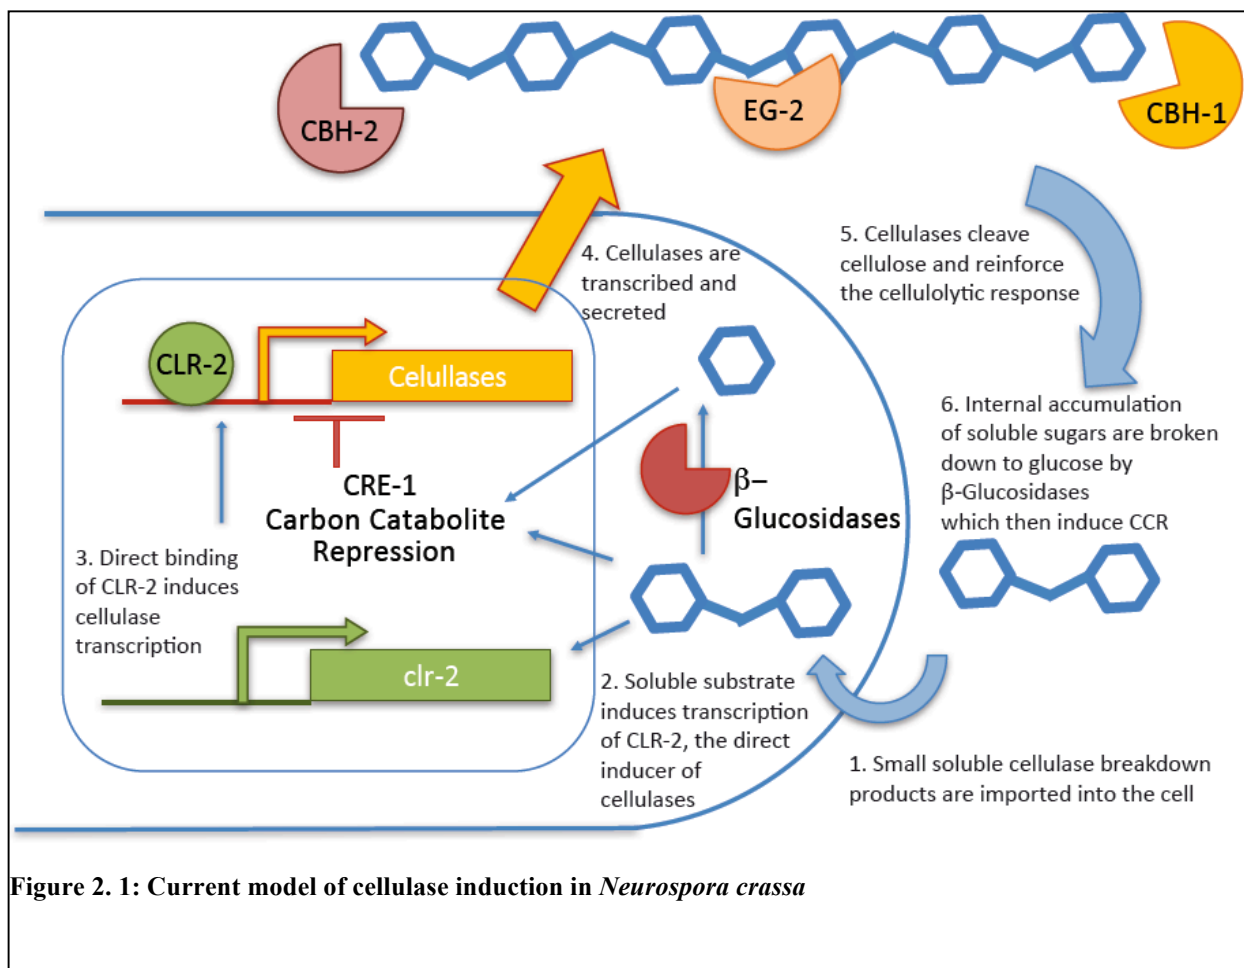 CBH-2
EG-2
CBH-1
4. Cellulases are
transcribed and
secreted
5. Cellulases cleave
cellulose and reinforce
the cellulolytic response
CLR-2
Celullases
6. Internal accumulation
of soluble sugars are broken
down to glucose by
β-Glucosidases
which then induce CCR
CRE-1
Carbon Catabolite
Repression
β–
Glucosidases
3. Direct binding
of CLR-2 induces
cellulase
transcription
clr-2
2. Soluble substrate
induces transcription
of CLR-2, the direct
inducer of
cellulases
1. Small soluble cellulase breakdown
products are imported into the cell
Figure 2. 1: Current model of cellulase induction in Neurospora crassa